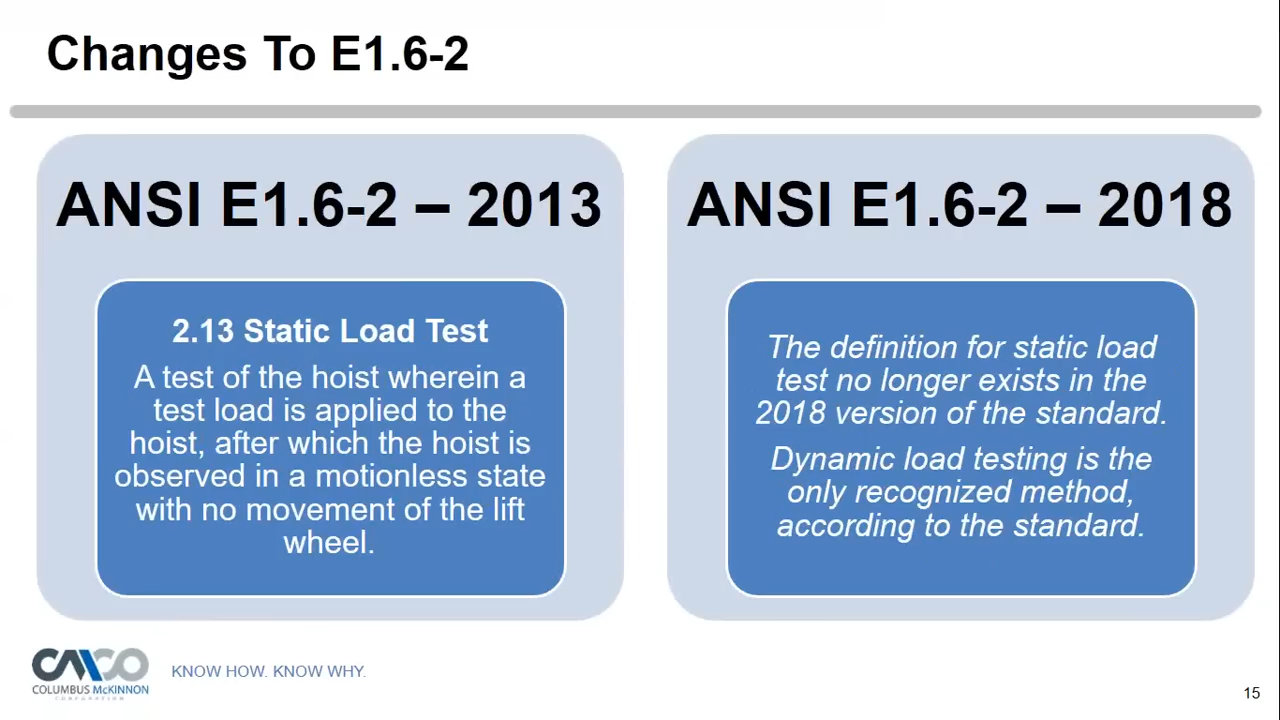 Changes To E1.6-2
ANSI E1.6-2 – 2013
2.13 Static Load Test
A test of the hoist wherein a
test load is applied to the
hoist, after which the hoist is
observed in a motionless state
with no movement of the lift
wheel.
ANSI E1.6-2 – 2018
The definition for static load
test no longer exists in the
2018 version of the standard.
Dynamic load testing is the
only recognized method,
according to the standard.
CMCO
COLUMBUS McKINNON
CORPORATION
KNOW HOW. KNOW WHY.
15